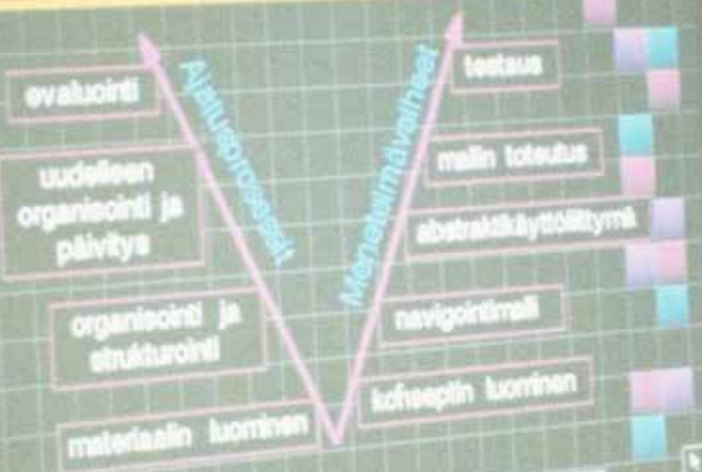 evaluointi
uudelleen
organisointi ja
päivitys
organisointi ja
strukturointi
materiaalin luominen
Ajatusprosessit
Menetelmävaiheet
testaus
mallin toteutus
abstraktikäyttöliittymä
navigointimalli
konseptin luominen